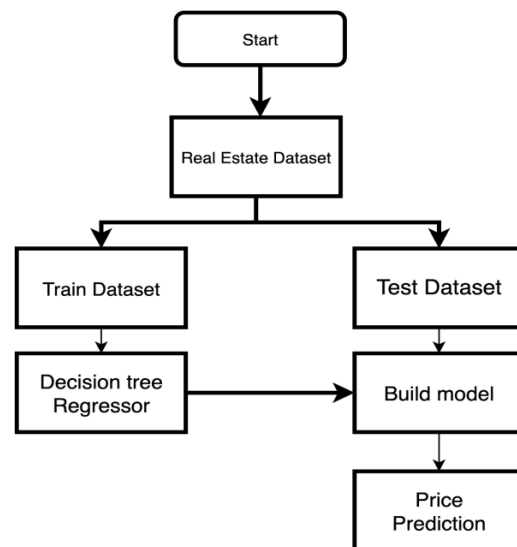 Start
Real Estate Dataset
Train Dataset
Test Dataset
Decision tree
Regressor
Build model
Price
Prediction